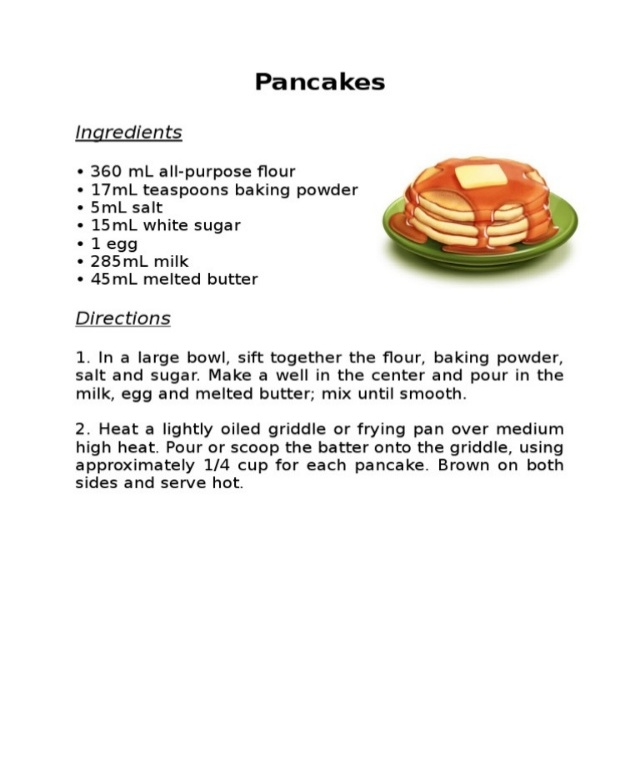 Pancakes
Ingredients
• 360 mL all-purpose flour
• 17mL teaspoons baking powder
• 5mL salt
• 15mL white sugar
• 1 egg
• 285mL milk
• 45mL melted butter
Directions
1. In a large bowl, sift together the flour, baking powder,
salt and sugar. Make a well in the center and pour in the
milk, egg and melted butter; mix until smooth.
2. Heat a lightly oiled griddle or frying pan over medium
high heat. Pour or scoop the batter onto the griddle, using
approximately 1/4 cup for each pancake. Brown on both
sides and serve hot.